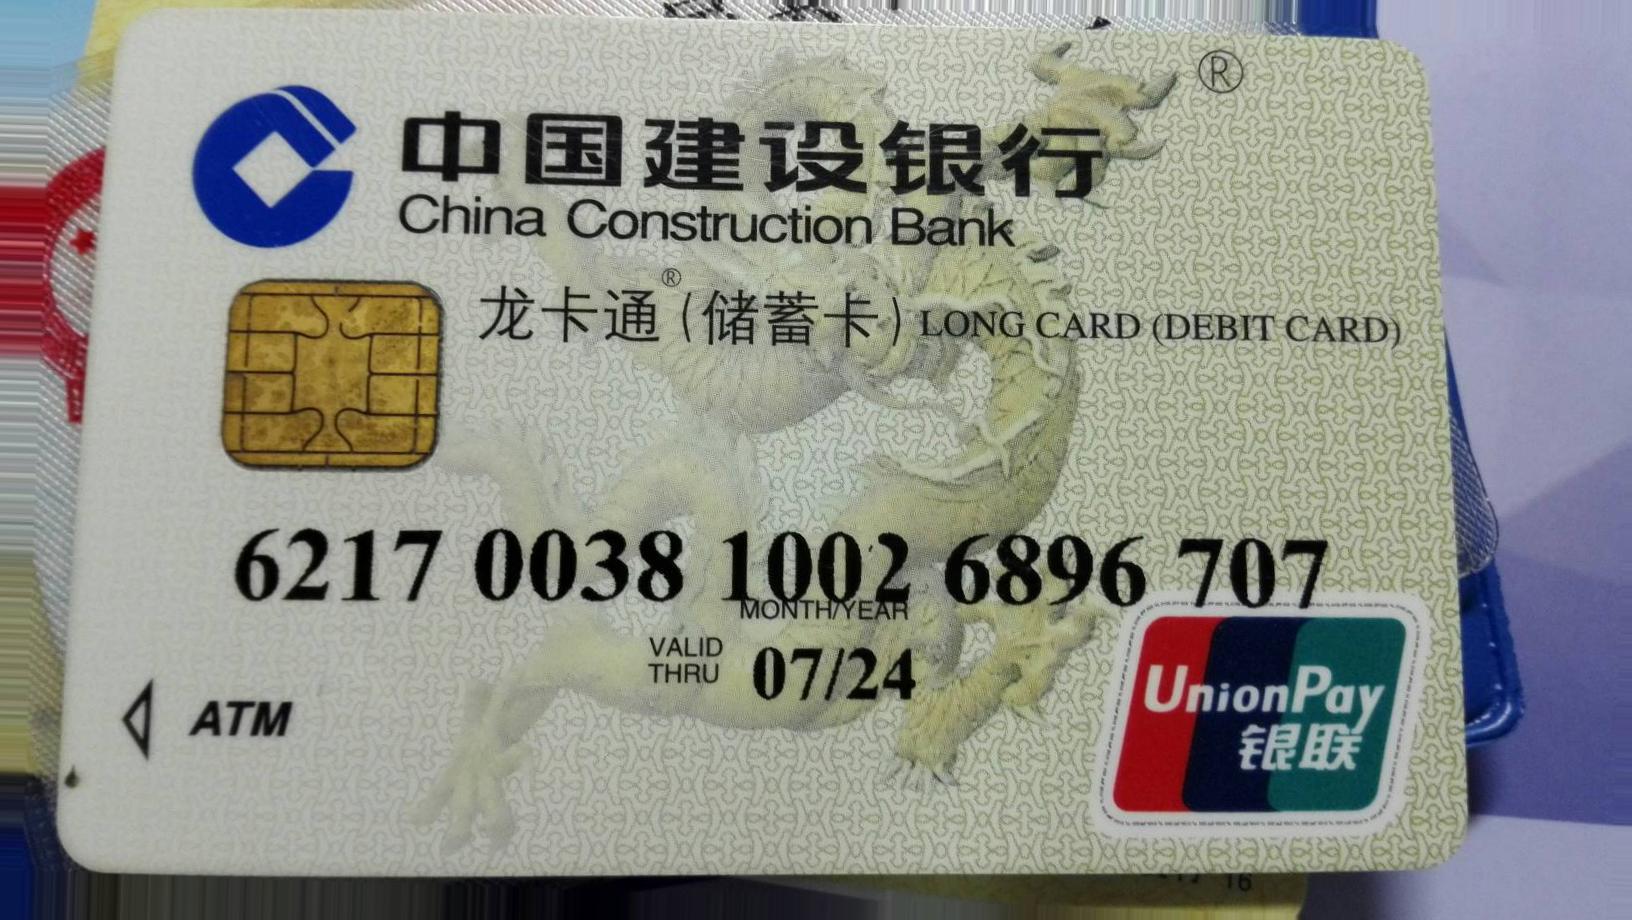 ®
中国建设银行
China Construction Bank
龙卡通®(储蓄卡) LONG CARD (DEBIT CARD)
6217 0038 1002 6896 707
MONTH/YEAR
VALID THRU 07/24
ATM
UnionPay
银联
16